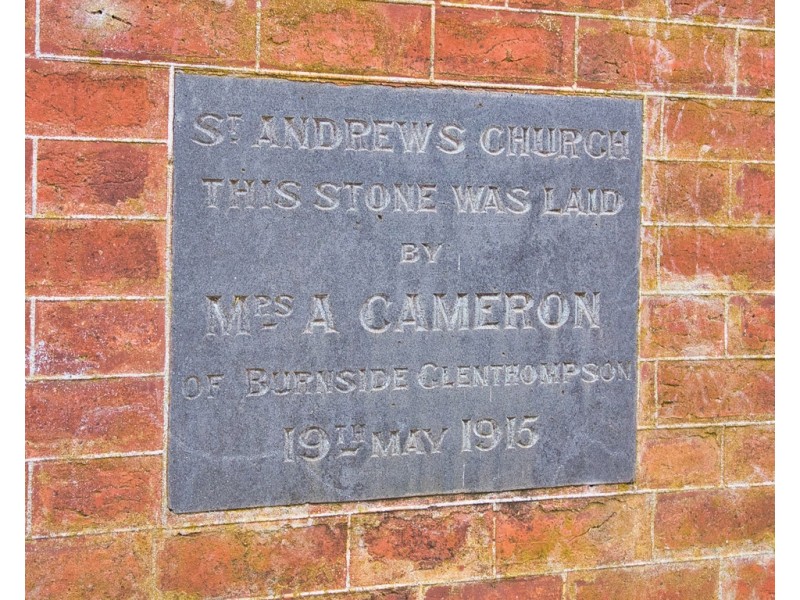 ST ANDREWS CHURCH
THIS STONE WAS LAID
BY
MRS A CAMERON
OF BURNSIDE GLENTHOMPSON
19TH MAY 1915